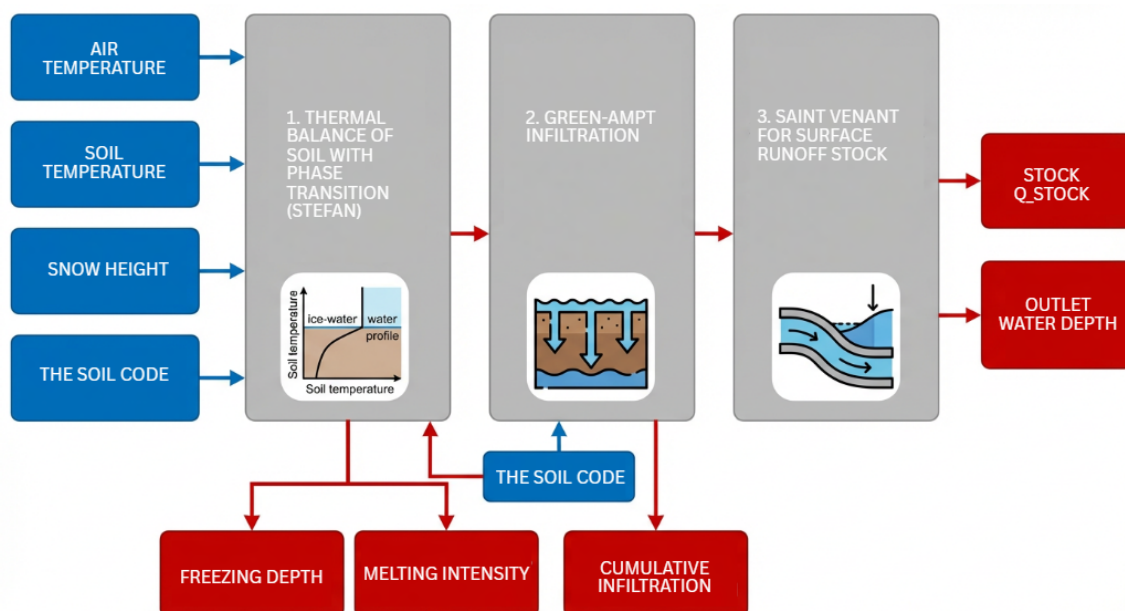 AIR
TEMPERATURE
SOIL
TEMPERATURE
SNOW HEIGHT
THE SOIL CODE
1. THERMAL
BALANCE OF
SOIL WITH
PHASE
TRANSITION
(STEFAN)
Soil temperature
ice-water
water
profile
Soil temperature
2. GREEN-AMPT
INFILTRATION
3. SAINT VENANT
FOR SURFACE
RUNOFF STOCK
STOCK
Q_STOCK
OUTLET
WATER DEPTH
THE SOIL CODE
FREEZING DEPTH
MELTING INTENSITY
CUMULATIVE
INFILTRATION